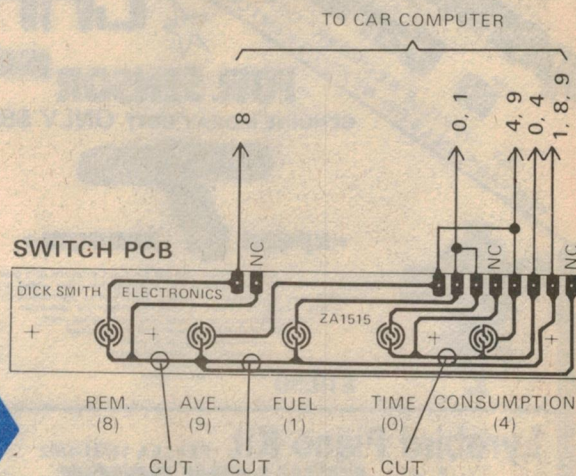 TO CAR COMPUTER
8
0, 1
4, 9
0, 4
1, 8, 9
SWITCH PCB
NC
NC
NC
DICK SMITH ELECTRONICS
ZA1515
REM. AVE. FUEL TIME CONSUMPTION
(8) (9) (1) (0) (4)
CUT CUT CUT